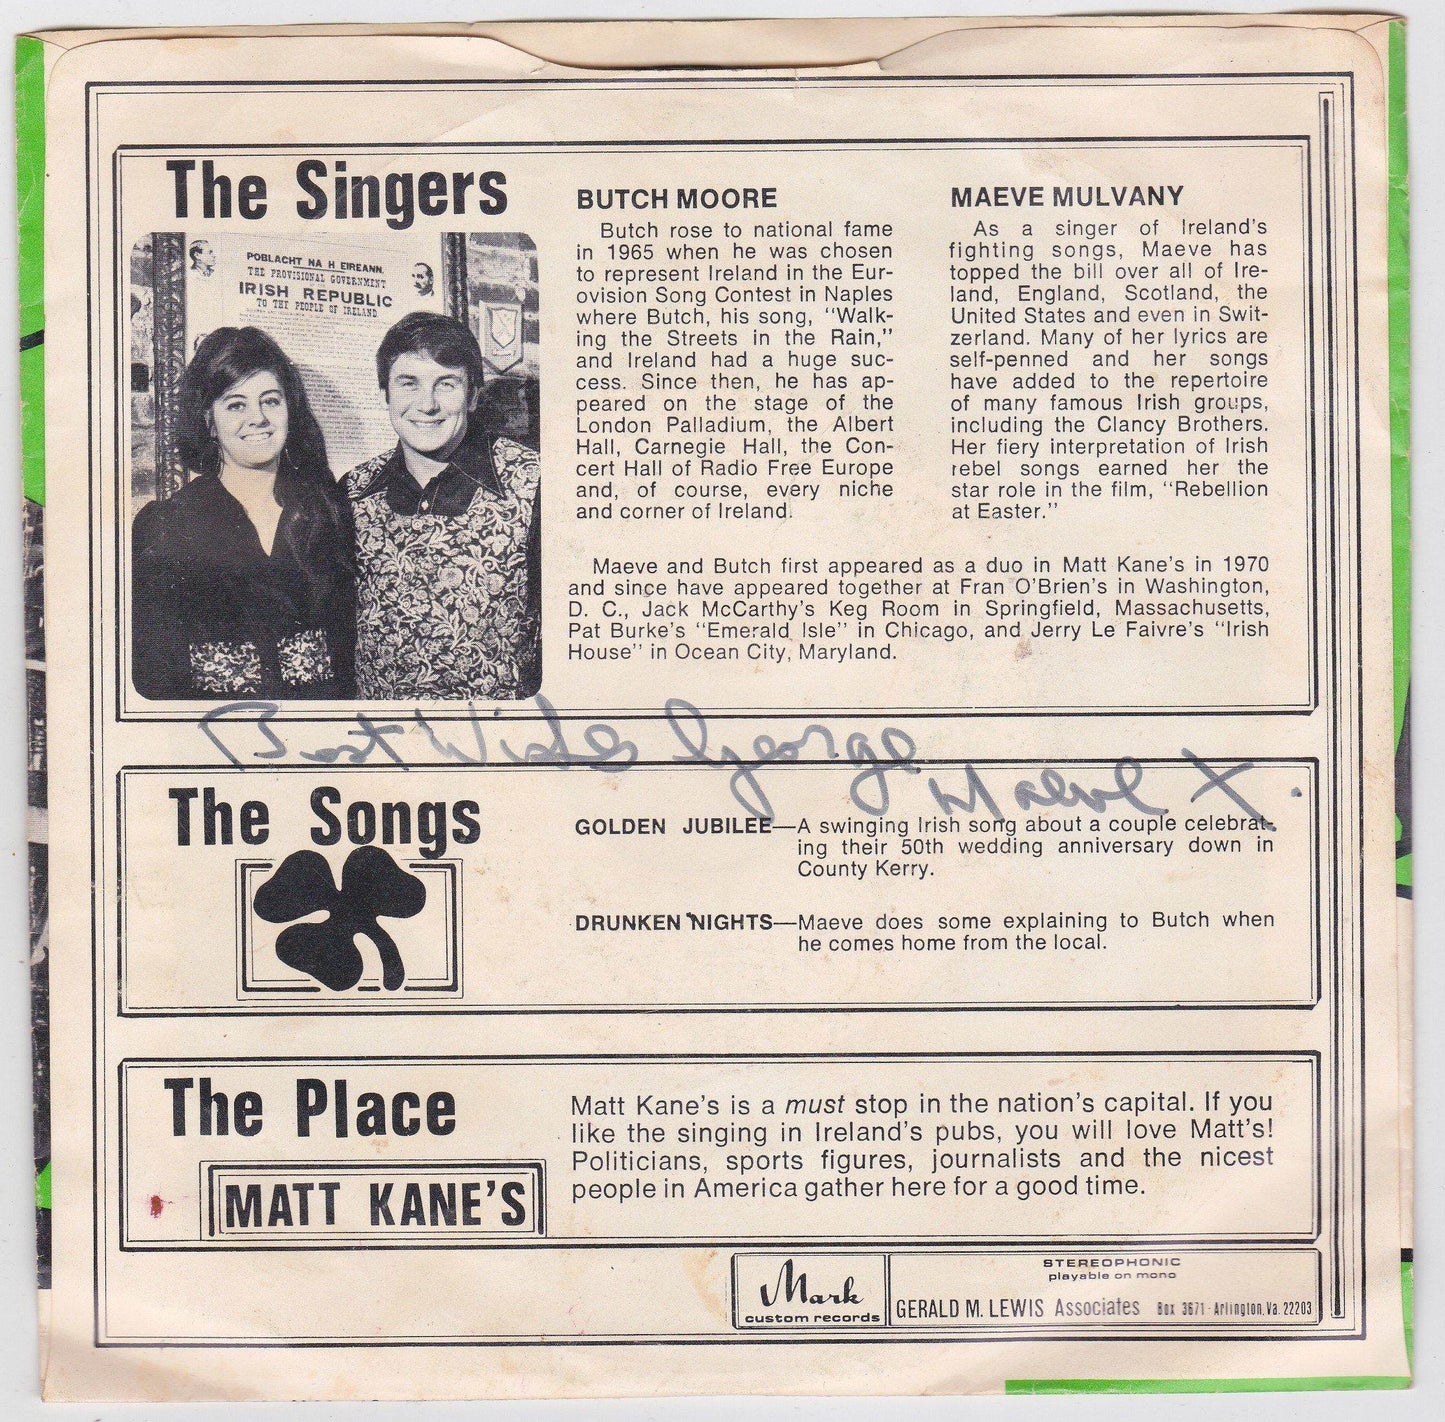 The Singers
POBLACHT NA H EIREANN.
THE PROVISIONAL GOVERNMENT
IRISH REPUBLIC
TO THE PEOPLE OF IRELAND
BUTCH MOORE
Butch rose to national fame
in 1965 when he was chosen
to represent Ireland in the Eur-
ovision Song Contest in Naples
where Butch, his song, "Walk-
ing the Streets in the Rain,"
and Ireland had a huge suc-
cess. Since then, he has ap-
peared on the stage of the
London Palladium, the Albert
Hall, Carnegie Hall, the Con-
cert Hall of Radio Free Europe
and, of course, every niche
and corner of Ireland.
MAEVE MULVANY
As a singer of Ireland's
fighting songs, Maeve has
topped the bill over all of Ire-
land, England, Scotland, the
United States and even in Swit-
zerland. Many of her lyrics are
self-penned and her songs
have added to the repertoire
of many famous Irish groups,
including the Clancy Brothers.
Her fiery interpretation of Irish
rebel songs earned her the
star role in the film, "Rebellion
at Easter."
Maeve and Butch first appeared as a duo in Matt Kane's in 1970
and since have appeared together at Fran O'Brien's in Washington,
D. C., Jack McCarthy's Keg Room in Springfield, Massachusetts,
Pat Burke's "Emerald Isle" in Chicago, and Jerry Le Faivre's "Irish
House" in Ocean City, Maryland.
Best Wishes George
Maeve X.
The Songs
GOLDEN JUBILEE—A swinging Irish song about a couple celebrat-
ing their 50th wedding anniversary down in
County Kerry.
DRUNKEN NIGHTS—Maeve does some explaining to Butch when
he comes home from the local.
The Place
MATT KANE'S
Matt Kane's is a must stop in the nation's capital. If you
like the singing in Ireland's pubs, you will love Matt's!
Politicians, sports figures, journalists and the nicest
people in America gather here for a good time.
Mark
custom records
STEREOPHONIC
playable on mono
GERALD M. LEWIS Associates Box 3671 · Arlington, Va. 22203